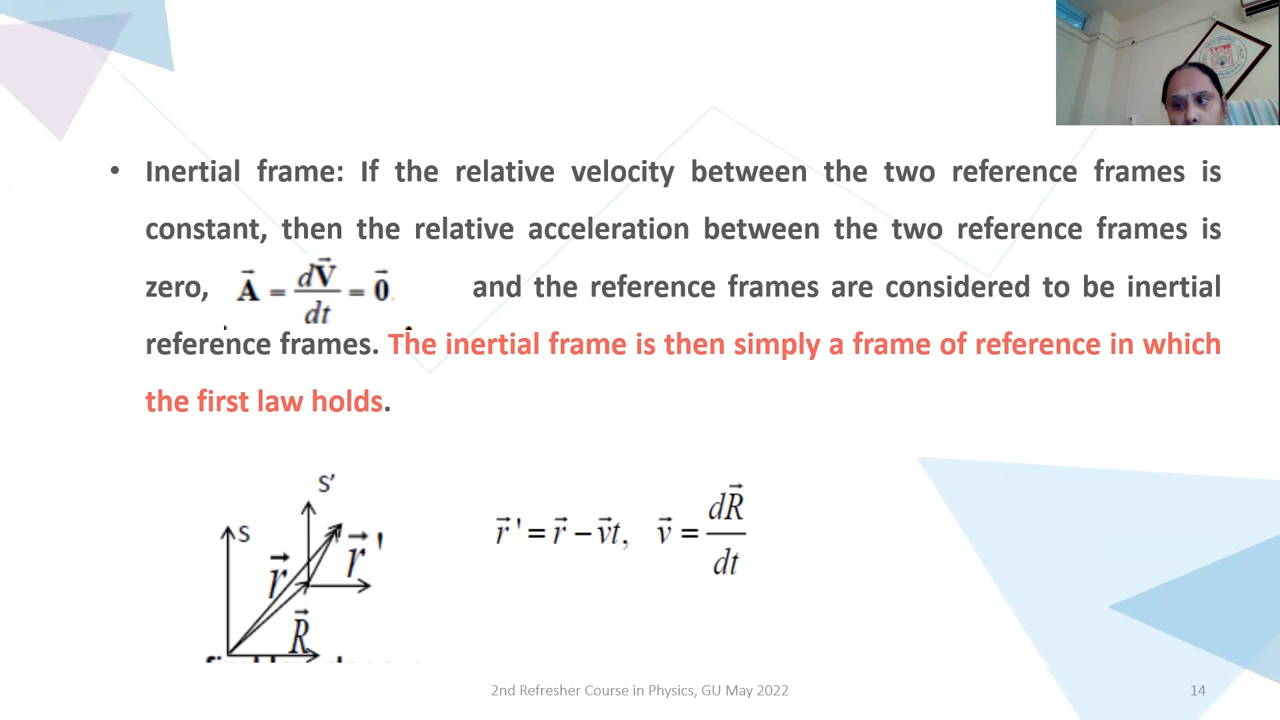 • Inertial frame: If the relative velocity between the two reference frames is
constant, then the relative acceleration between the two reference frames is
zero, A⃗ = dV⃗/dt = 0⃗ and the reference frames are considered to be inertial
reference frames. The inertial frame is then simply a frame of reference in which
the first law holds.
S'
S
r⃗ '
r⃗
R⃗
r⃗ ' = r⃗ − v⃗t, v⃗ = dR⃗/dt
2nd Refresher Course in Physics, GU May 2022
14